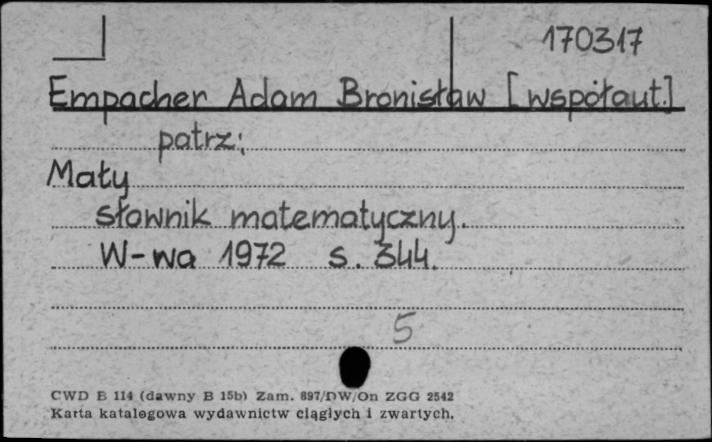 170317
Empacher Adam Bronisław [współaut.]
patrz:
Mały
słownik matematyczny.
W-wa 1972 s. 344.
5
CWD E 114 (dawny B 15b) Zam. 897/DW/On ZGG 2542
Karta katalogowa wydawnictw ciągłych i zwartych.